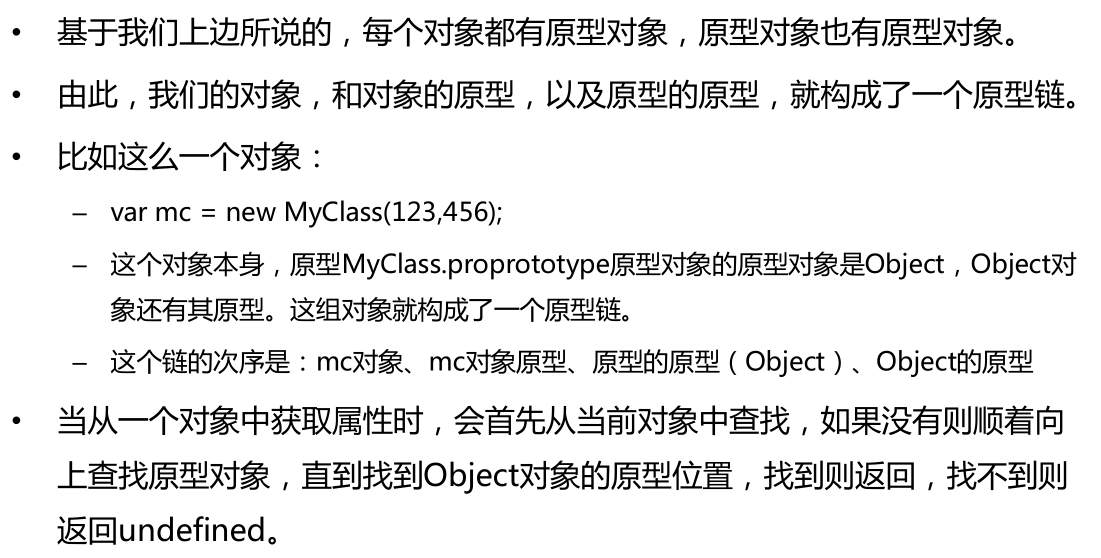 • 基于我们上边所说的，每个对象都有原型对象，原型对象也有原型对象。
• 由此，我们的对象，和对象的原型，以及原型的原型，就构成了一个原型链。
• 比如这么一个对象：
– var mc = new MyClass(123,456);
– 这个对象本身，原型MyClass.proprototype原型对象的原型对象是Object，Object对
象还有其原型。这组对象就构成了一个原型链。
– 这个链的次序是：mc对象、mc对象原型、原型的原型（Object）、Object的原型
• 当从一个对象中获取属性时，会首先从当前对象中查找，如果没有则顺着向
上查找原型对象，直到找到Object对象的原型位置，找到则返回，找不到则
返回undefined。